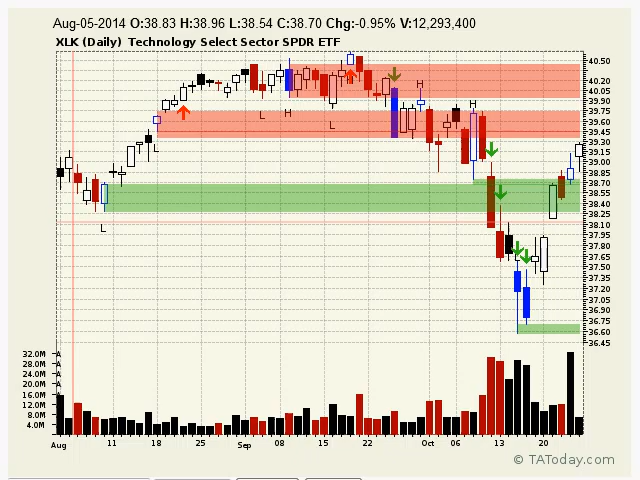 Aug-05-2014 O:38.83 H:38.96 L:38.54 C:38.70 Chg:-0.95% V:12,293,400
XLK (Daily) Technology Select Sector SPDR ETF
40.50
40.20
40.05
39.90
39.75
39.60
39.45
39.30
39.15
39.00
38.85
38.70
38.55
38.40
38.25
38.10
37.95
37.80
37.65
37.50
37.35
37.20
37.05
36.90
36.75
36.60
36.45
H
H
L
H
L
L
L
32.0M
28.0M
24.0M
20.0M
16.0M
12.0M
8.0M
4.0M
A
A
A
A
A
Aug 11 18 25 Sep 08 15 22 Oct 06 13 20
© TAToday.com